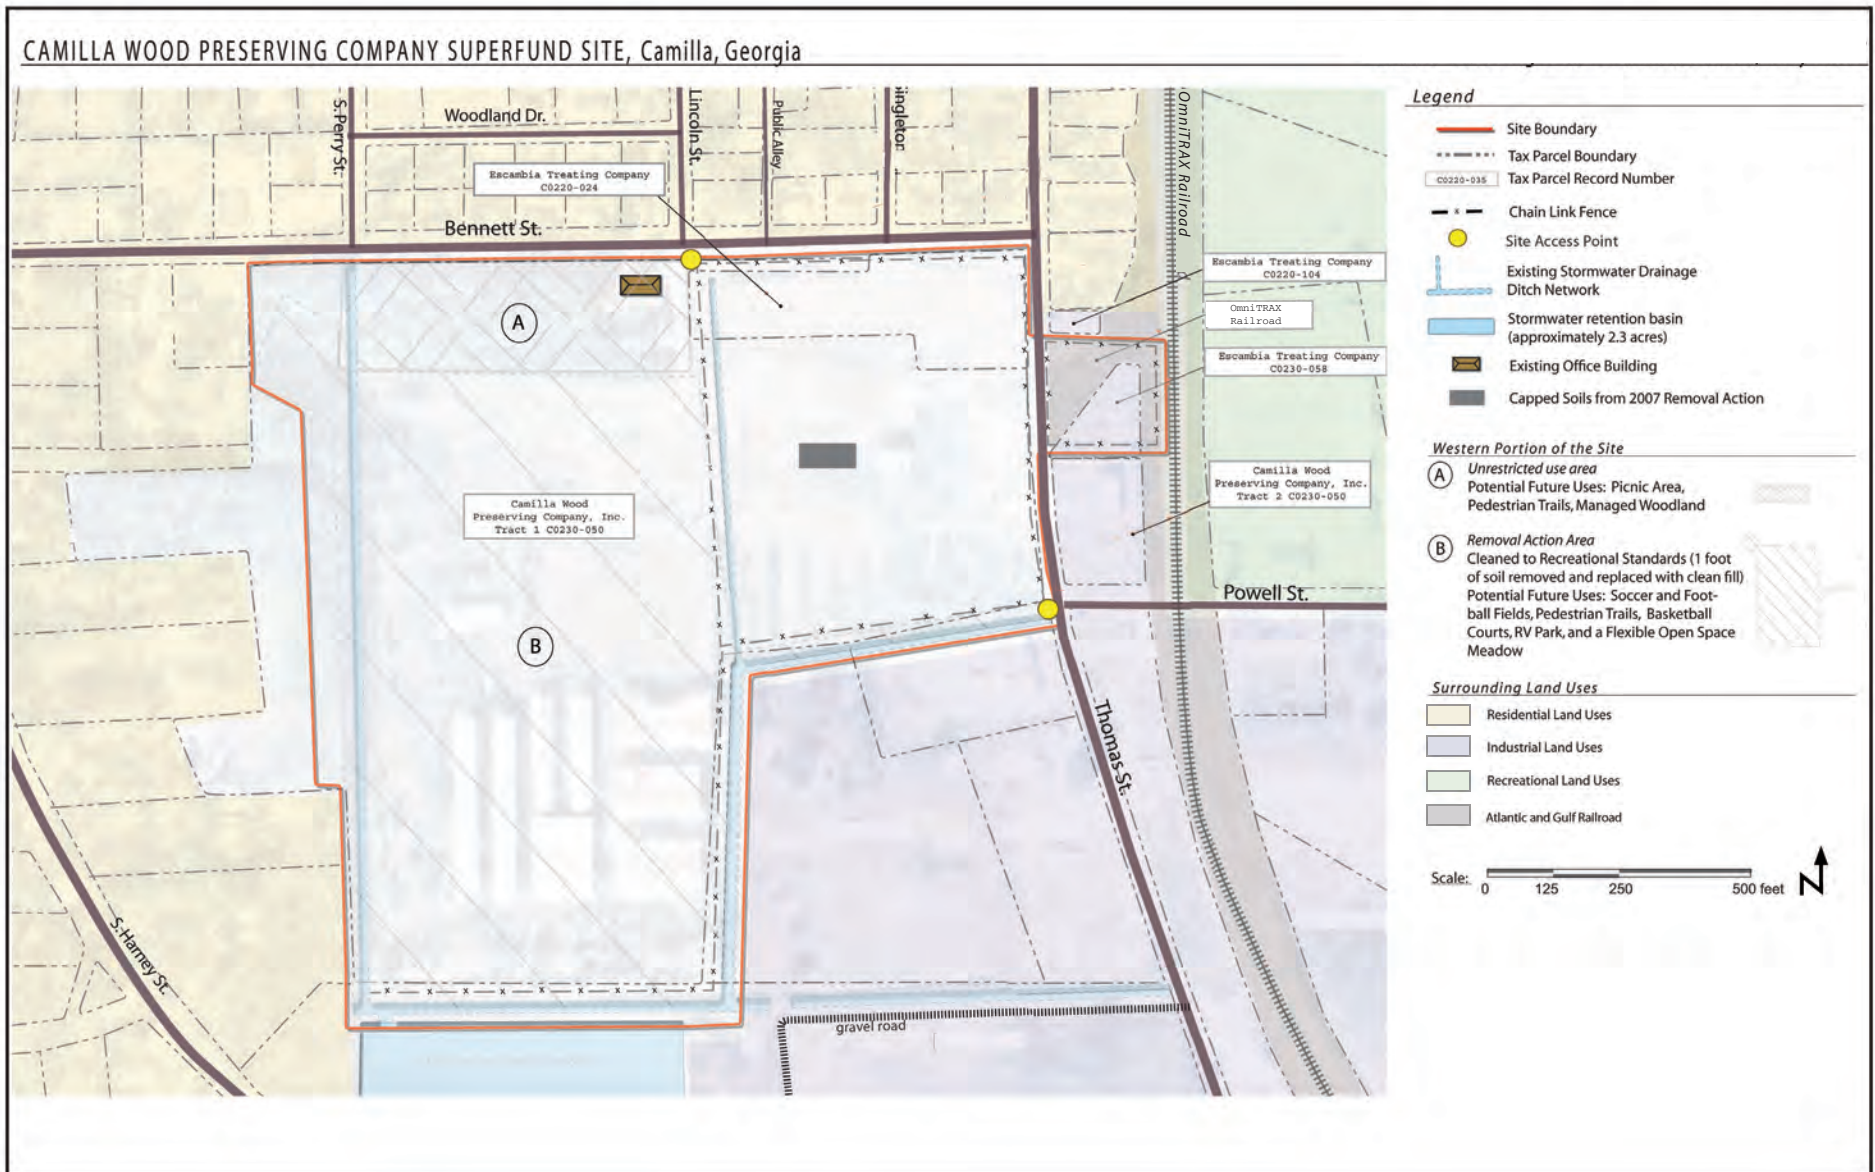 CAMILLA WOOD PRESERVING COMPANY SUPERFUND SITE, Camilla, Georgia
S. Perry St.
Woodland Dr.
Lincoln St.
Public Alley
OmniTRAX Railroad
Escambia Treating Company
C0220-024
Bennett St.
Escambia Treating Company
C0220-104
OmniTRAX
Railroad
Escambia Treating Company
C0230-058
A
Camilla Wood
Preserving Company, Inc.
Tract 2 C0230-050
Camilla Wood
Preserving Company, Inc.
Tract 1 C0230-050
Powell St.
B
Thomas St.
S. Harney St.
gravel road
Legend
Site Boundary
Tax Parcel Boundary
C0220-035
Tax Parcel Record Number
x
Chain Link Fence
Site Access Point
Existing Stormwater Drainage
Ditch Network
Stormwater retention basin
(approximately 2.3 acres)
Existing Office Building
Capped Soils from 2007 Removal Action
Western Portion of the Site
A
Unrestricted use area
Potential Future Uses: Picnic Area,
Pedestrian Trails, Managed Woodland
B
Removal Action Area
Cleaned to Recreational Standards (1 foot
of soil removed and replaced with clean fill)
Potential Future Uses: Soccer and Foot-
ball Fields, Pedestrian Trails, Basketball
Courts, RV Park, and a Flexible Open Space
Meadow
Surrounding Land Uses
Residential Land Uses
Industrial Land Uses
Recreational Land Uses
Atlantic and Gulf Railroad
Scale:
0 125 250 500 feet
N